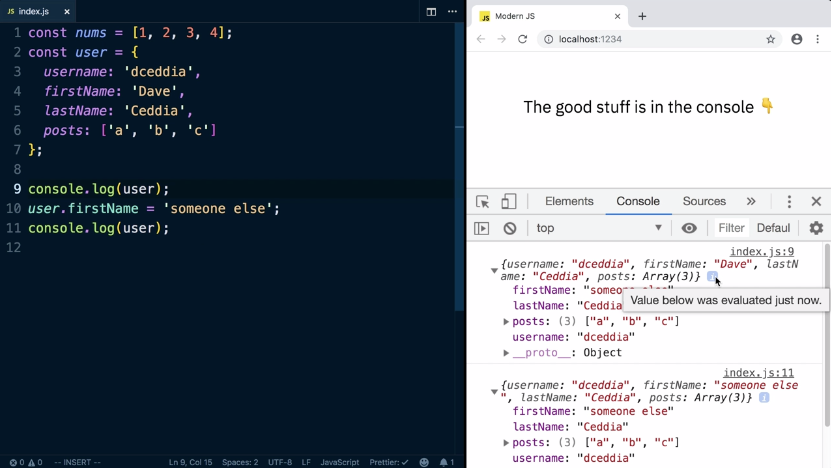 JS index.js ×
1 const nums = [1, 2, 3, 4];
2 const user = {
3 username: 'dceddia',
4 firstName: 'Dave',
5 lastName: 'Ceddia',
6 posts: ['a', 'b', 'c']
7 };
8
9 console.log(user);
10 user.firstName = 'someone else';
11 console.log(user);
12
0 0 -- INSERT -- Ln 9, Col 15 Spaces: 2 UTF-8 LF JavaScript Prettier: ✓ 1
JS Modern JS × +
localhost:1234
The good stuff is in the console 👇
Elements Console Sources »
top ▼ Filter Defaul
index.js:9
{username: "dceddia", firstName: "Dave", lastN
ame: "Ceddia", posts: Array(3)} i
firstName: "someone else"
lastName: "Ceddia
Value below was evaluated just now.
posts: (3) ["a", "b", "c"]
username: "dceddia"
__proto__: Object
index.js:11
{username: "dceddia", firstName: "someone else
", lastName: "Ceddia", posts: Array(3)} i
firstName: "someone else"
lastName: "Ceddia"
posts: (3) ["a", "b", "c"]
username: "dceddia"